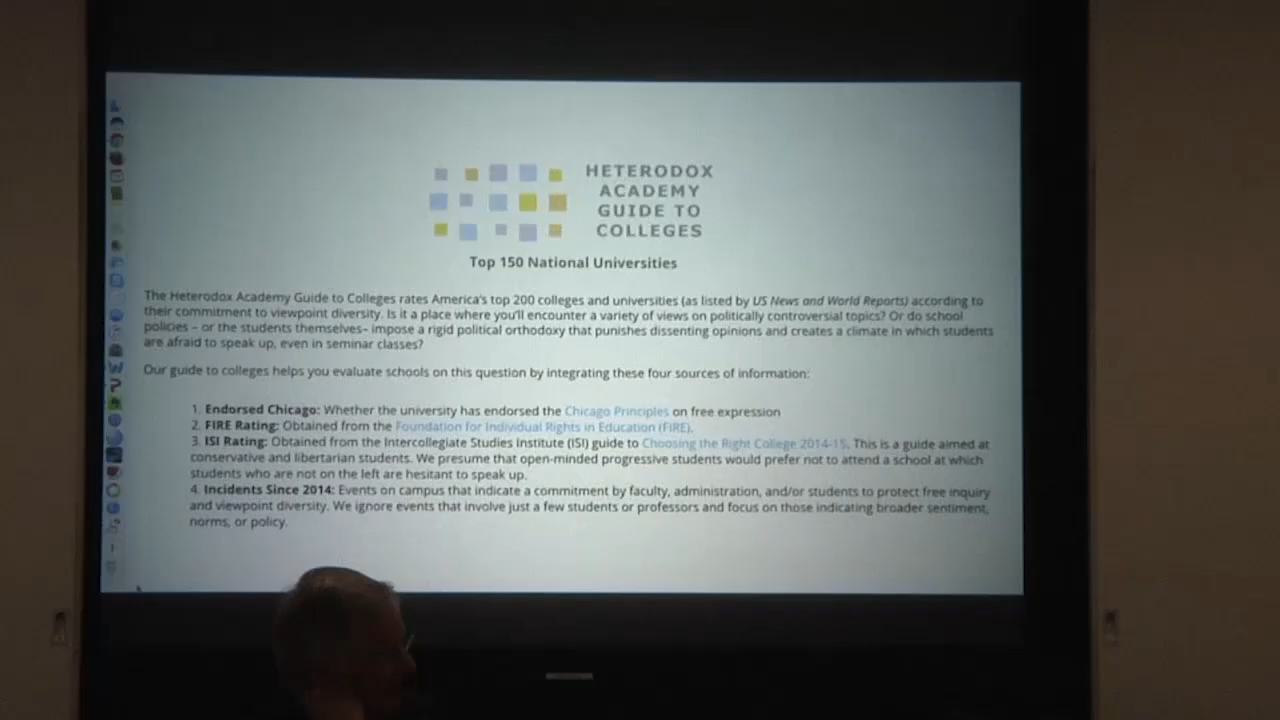 HETERODOX
ACADEMY
GUIDE TO
COLLEGES
Top 150 National Universities
The Heterodox Academy Guide to Colleges rates America's top 200 colleges and universities (as listed by US News and World Reports) according to
their commitment to viewpoint diversity. Is it a place where you'll encounter a variety of views on politically controversial topics? Or do school
policies – or the students themselves– impose a rigid political orthodoxy that punishes dissenting opinions and creates a climate in which students
are afraid to speak up, even in seminar classes?
Our guide to colleges helps you evaluate schools on this question by integrating these four sources of information:
1. Endorsed Chicago: Whether the university has endorsed the Chicago Principles on free expression
2. FIRE Rating: Obtained from the Foundation for Individual Rights in Education (FIRE).
3. ISI Rating: Obtained from the Intercollegiate Studies Institute (ISI) guide to Choosing the Right College 2014-15. This is a guide aimed at
conservative and libertarian students. We presume that open-minded progressive students would prefer not to attend a school at which
students who are not on the left are hesitant to speak up.
4. Incidents Since 2014: Events on campus that indicate a commitment by faculty, administration, and/or students to protect free inquiry
and viewpoint diversity. We ignore events that involve just a few students or professors and focus on those indicating broader sentiment,
norms, or policy.